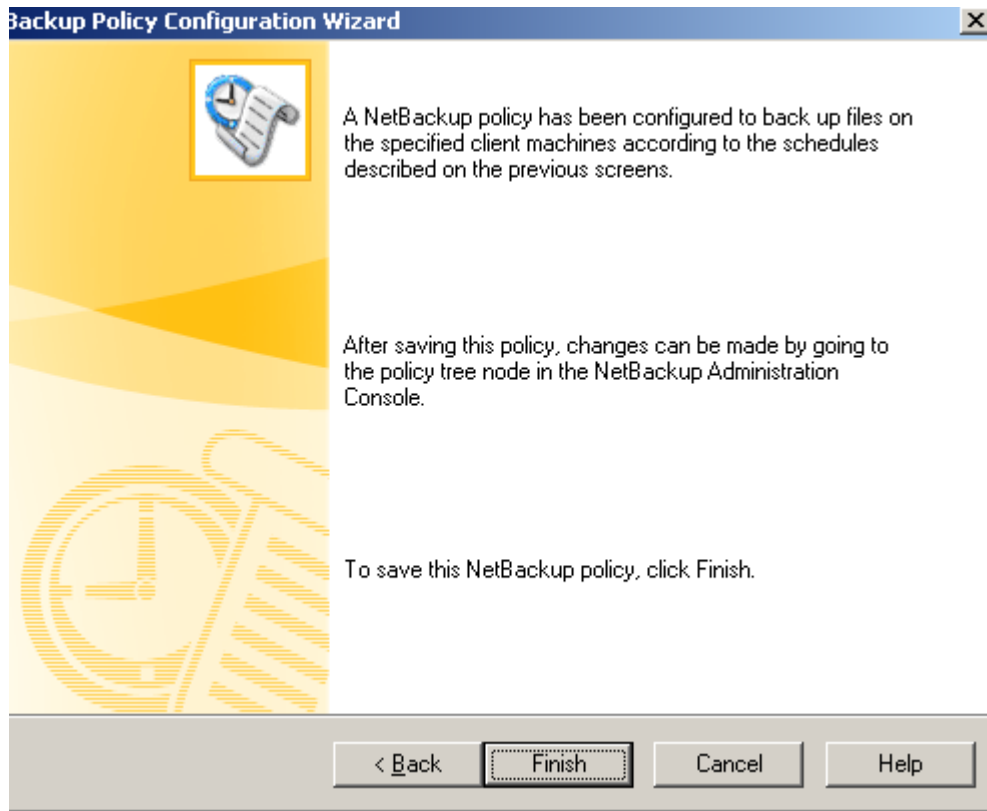 Backup Policy Configuration Wizard
A NetBackup policy has been configured to back up files on
the specified client machines according to the schedules
described on the previous screens.
After saving this policy, changes can be made by going to
the policy tree node in the NetBackup Administration
Console.
To save this NetBackup policy, click Finish.
< Back
Finish
Cancel
Help